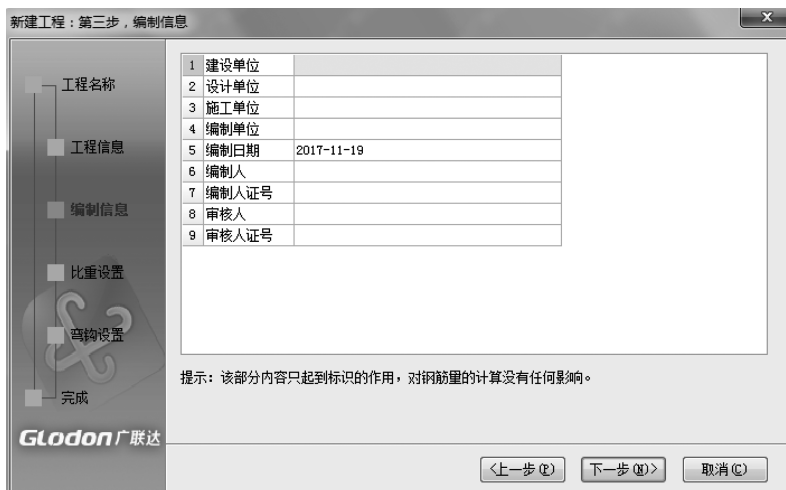 新建工程：第三步，编制信息
X
工程名称
工程信息
编制信息
比重设置
弯钩设置
完成
GLodon广联达
1 建设单位
2 设计单位
3 施工单位
4 编制单位
5 编制日期 2017-11-19
6 编制人
7 编制人证号
8 审核人
9 审核人证号
提示：该部分内容只起到标识的作用，对钢筋量的计算没有任何影响。
<上一步(P) 下一步(N)> 取消(C)